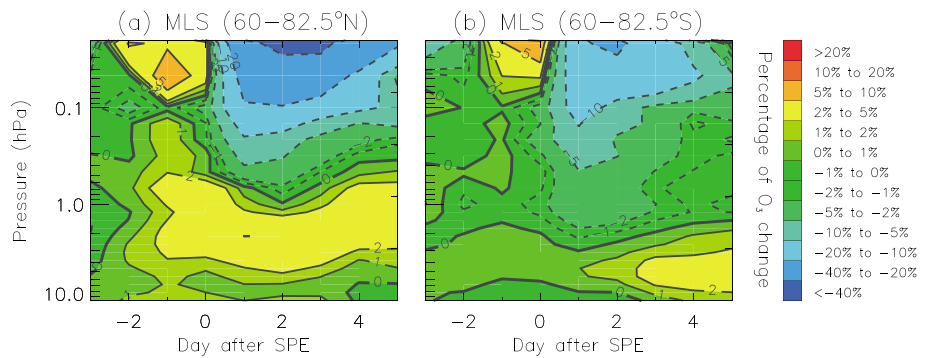 (a) MLS (60−82.5°N)
(b) MLS (60−82.5°S)
Pressure (hPa)
0.1
1.0
10.0
−2 0 2 4
Day after SPE
−2 0 2 4
Day after SPE
Percentage of O₃ change
>20%
10% to 20%
5% to 10%
2% to 5%
1% to 2%
0% to 1%
−1% to 0%
−2% to −1%
−5% to −2%
−10% to −5%
−20% to −10%
−40% to −20%
<−40%